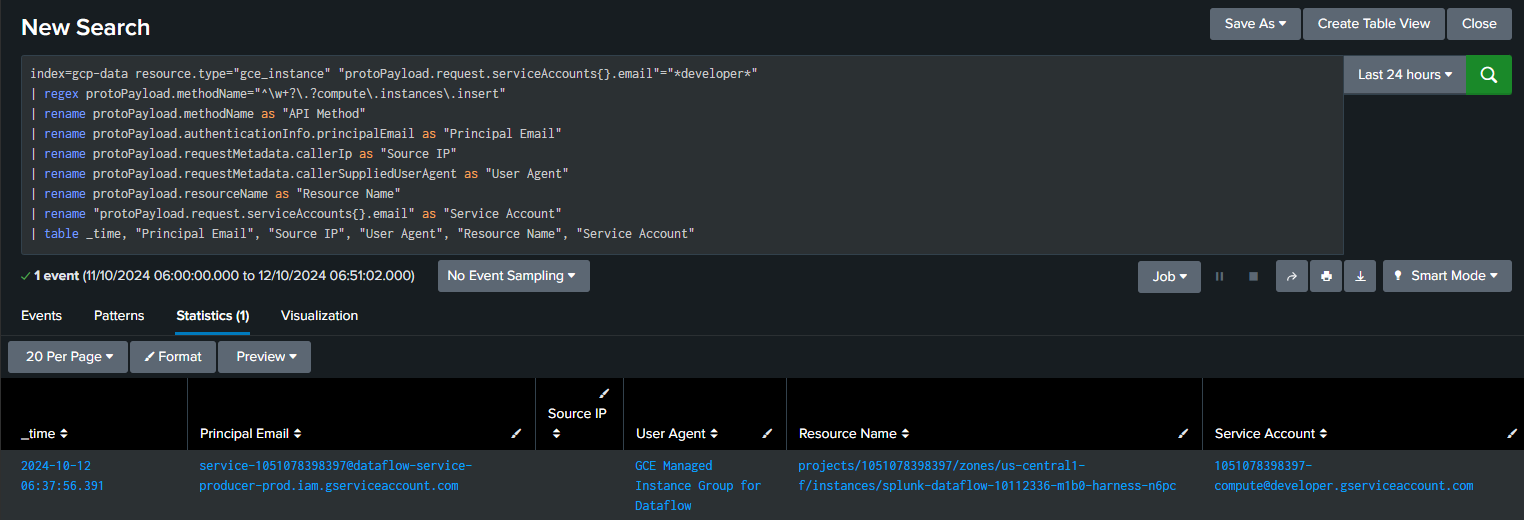 New Search
Save As
Create Table View
Close
index=gcp-data resource.type="gce_instance" "protoPayload.request.serviceAccounts{}.email"="*developer*"
| regex protoPayload.methodName="^\w+?\.?compute\.instances\.insert"
| rename protoPayload.methodName as "API Method"
| rename protoPayload.authenticationInfo.principalEmail as "Principal Email"
| rename protoPayload.requestMetadata.callerIp as "Source IP"
| rename protoPayload.requestMetadata.callerSuppliedUserAgent as "User Agent"
| rename protoPayload.resourceName as "Resource Name"
| rename "protoPayload.request.serviceAccounts{}.email" as "Service Account"
| table _time, "Principal Email", "Source IP", "User Agent", "Resource Name", "Service Account"
Last 24 hours
1 event (11/10/2024 06:00:00.000 to 12/10/2024 06:51:02.000)
No Event Sampling
Job
Smart Mode
Events
Patterns
Statistics (1)
Visualization
20 Per Page
Format
Preview
_time
Principal Email
Source IP
User Agent
Resource Name
Service Account
2024-10-12
06:37:56.391
service-1051078398397@dataflow-service-
producer-prod.iam.gserviceaccount.com
GCE Managed
Instance Group for
Dataflow
projects/1051078398397/zones/us-central1-
f/instances/splunk-dataflow-10112336-m1b0-harness-n6pc
1051078398397-
compute@developer.gserviceaccount.com